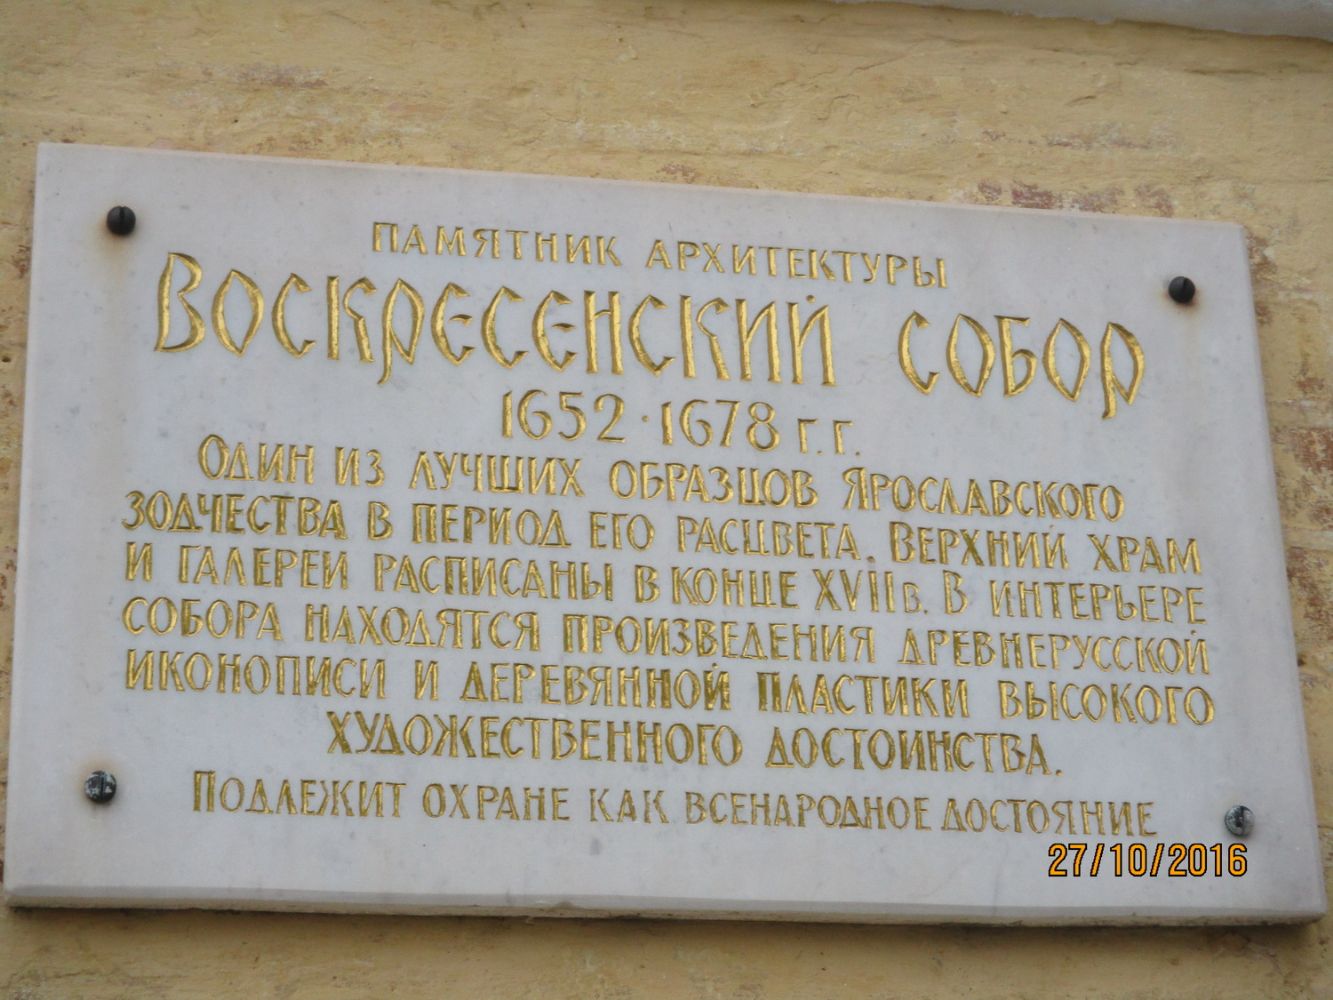 ПАМЯТНИК АРХИТЕКТУРЫ
ВОСКРЕСЕНСКИЙ СОБОР
1652·1678 г.г.
ОДИН ИЗ ЛУЧШИХ ОБРАЗЦОВ ЯРОСЛАВСКОГО
ЗОДЧЕСТВА В ПЕРИОД ЕГО РАСЦВЕТА. ВЕРХНИЙ ХРАМ
И ГАЛЕРЕИ РАСПИСАНЫ В КОНЦЕ XVII В. В ИНТЕРЬЕРЕ
СОБОРА НАХОДЯТСЯ ПРОИЗВЕДЕНИЯ ДРЕВНЕРУССКОЙ
ИКОНОПИСИ И ДЕРЕВЯННОЙ ПЛАСТИКИ ВЫСОКОГО
ХУДОЖЕСТВЕННОГО ДОСТОИНСТВА.
ПОДЛЕЖИТ ОХРАНЕ КАК ВСЕНАРОДНОЕ ДОСТОЯНИЕ
27/10/2016